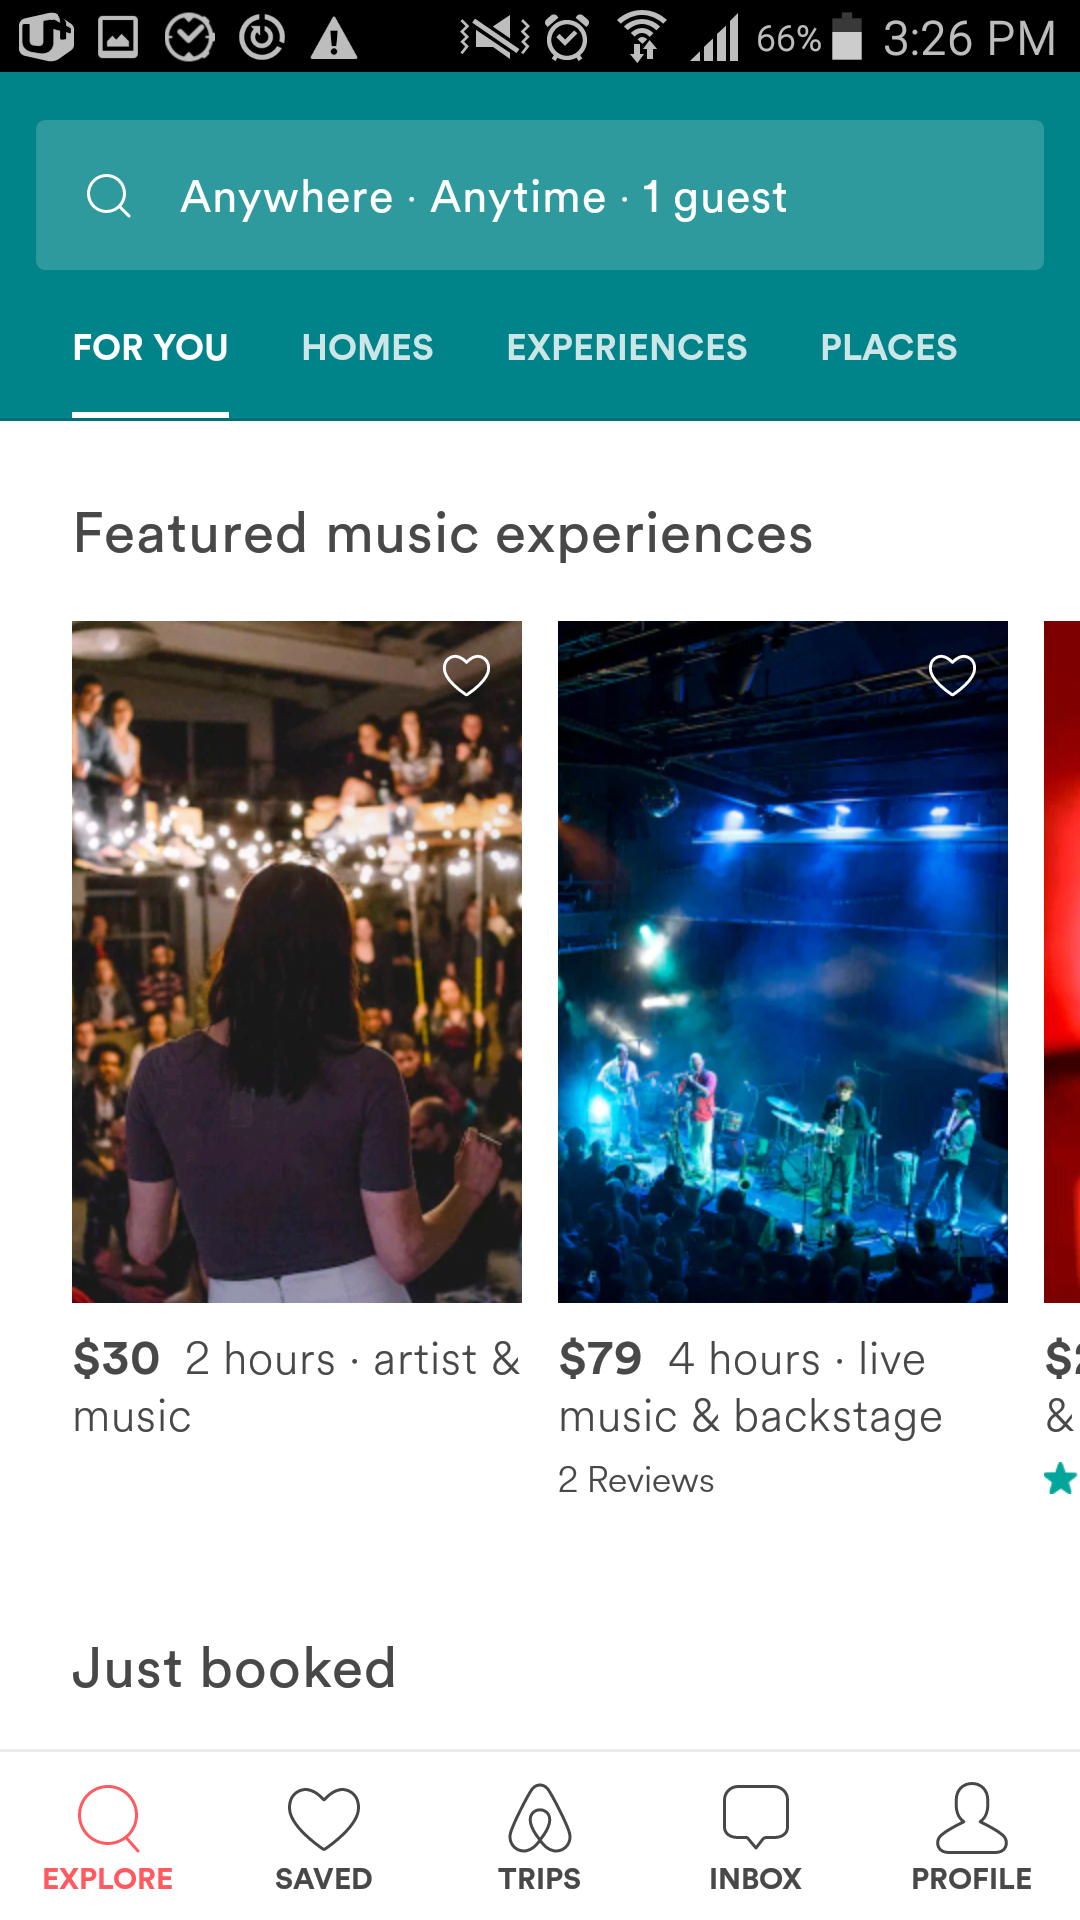 66% 3:26 PM
Anywhere · Anytime · 1 guest
FOR YOU HOMES EXPERIENCES PLACES
Featured music experiences
$30 2 hours · artist &
music
$79 4 hours · live
music & backstage
2 Reviews
&
Just booked
EXPLORE SAVED TRIPS INBOX PROFILE